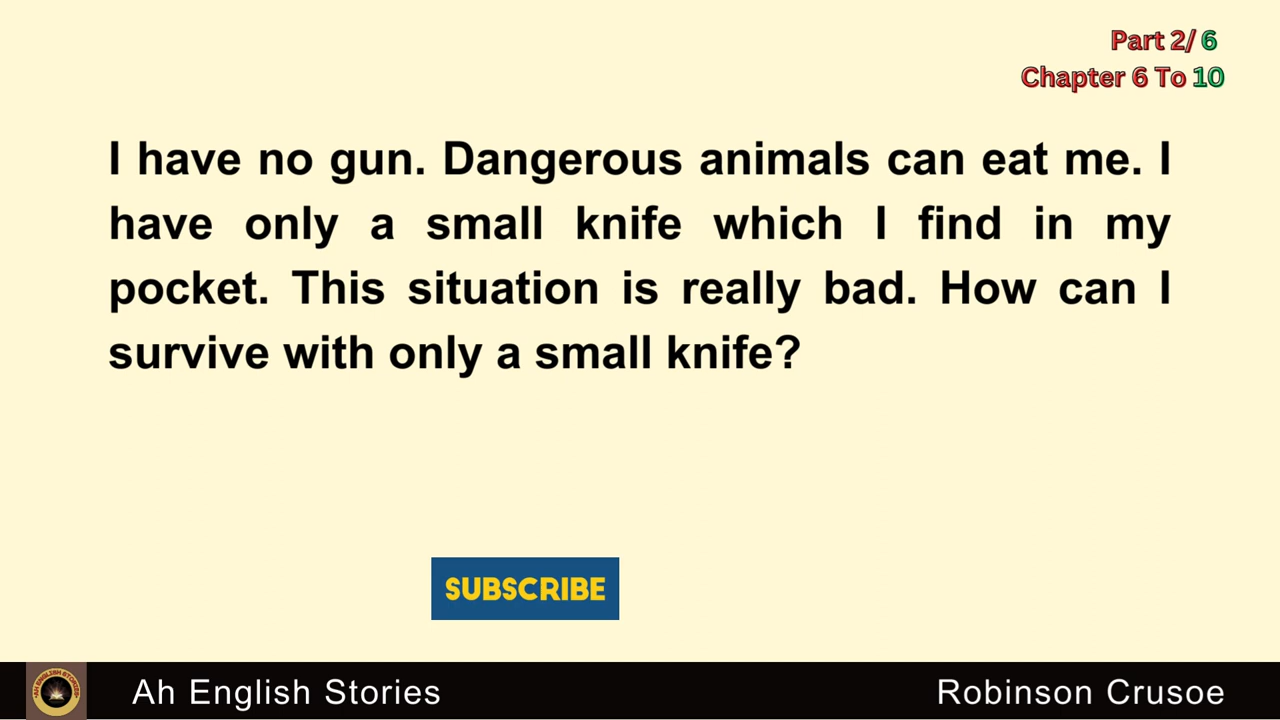 Part 2/ 6
Chapter 6 To 10
I have no gun. Dangerous animals can eat me. I
have only a small knife which I find in my
pocket. This situation is really bad. How can I
survive with only a small knife?
SUBSCRIBE
Ah English Stories
Robinson Crusoe